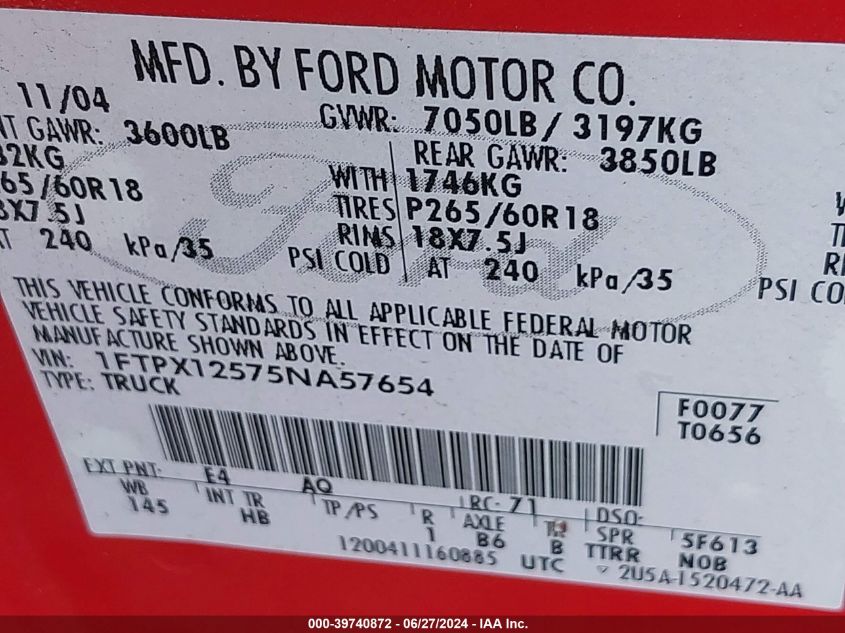 MFD. BY FORD MOTOR CO.
11/04 GVWR: 7050LB/ 3197KG
GAWR: 3600LB REAR GAWR: 3850LB
WITH 1746KG
65/60R18 TIRES P265/60R18
X7.5J RIMS 18X7.5J
240 kPa/35 PSI COLD AT 240 kPa/35 PSI
THIS VEHICLE CONFORMS TO ALL APPLICABLE FEDERAL MOTOR
VEHICLE SAFETY STANDARDS IN EFFECT ON THE DATE OF
MANUFACTURE SHOWN ABOVE.
VIN: 1FTPX12575NA57654
TYPE: TRUCK
F0077
T0656
EXT PNT: E4 AQ RC: 71 DSO:
WB INT TR TP/PS R AXLE TR SPR 5F613
145 HB 1 B6 B TTRR NOB
1200411160885 UTC 2U5A-1520472-AA
Ford
000-39740872 - 06/27/2024 - IAA Inc.